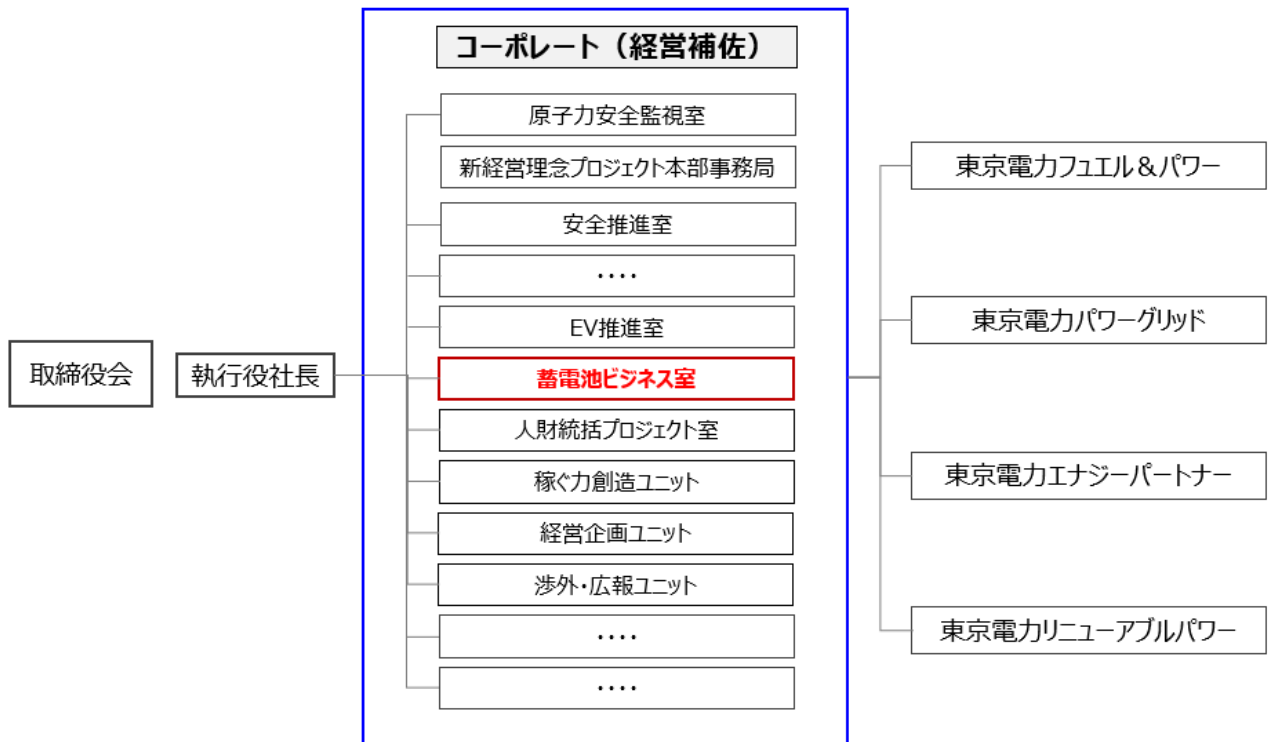 コーポレート（経営補佐）
原子力安全監視室
新経営理念プロジェクト本部事務局
安全推進室
・・・・
EV推進室
蓄電池ビジネス室
人財統括プロジェクト室
稼ぐ力創造ユニット
経営企画ユニット
渉外・広報ユニット
・・・・
・・・・
取締役会
執行役社長
東京電力フュエル＆パワー
東京電力パワーグリッド
東京電力エナジーパートナー
東京電力リニューアブルパワー